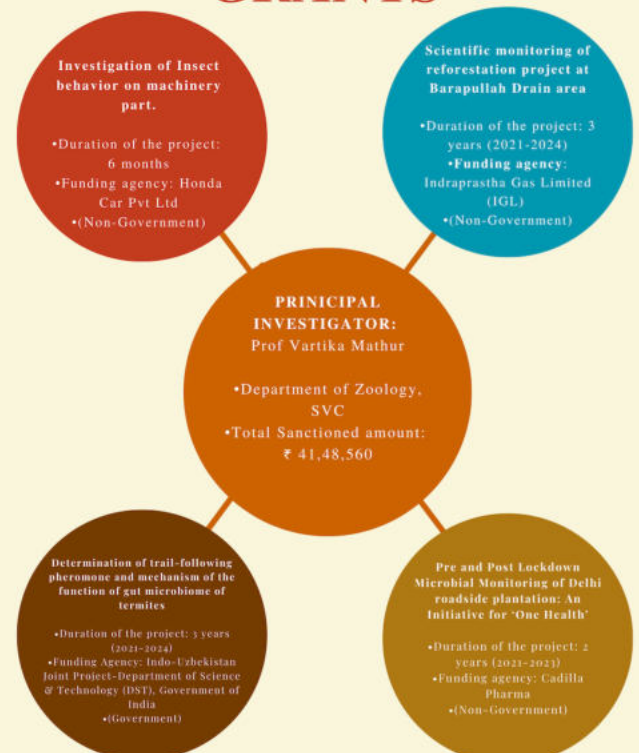 GRANTS
Investigation of Insect
behavior on machinery
part.
•Duration of the project:
6 months
•Funding agency: Honda
Car Pvt Ltd
•(Non-Government)
Scientific monitoring of
reforestation project at
Barapullah Drain area
•Duration of the project: 3
years (2021-2024)
•Funding agency:
Indraprastha Gas Limited
(IGL)
•(Non-Government)
PRINICIPAL
INVESTIGATOR:
Prof Vartika Mathur
•Department of Zoology,
SVC
•Total Sanctioned amount:
₹ 41,48,560
Determination of trail-following
pheromone and mechanism of the
function of gut microbiome of
termites
•Duration of the project: 3 years
(2021-2024)
•Funding Agency: Indo-Uzbekistan
Joint Project-Department of Science
& Technology (DST), Government of
India
•(Government)
Pre and Post Lockdown
Microbial Monitoring of Delhi
roadside plantation: An
Initiative for ‘One Health’
•Duration of the project: 2
years (2021-2023)
•Funding agency: Cadilla
Pharma
•(Non-Government)